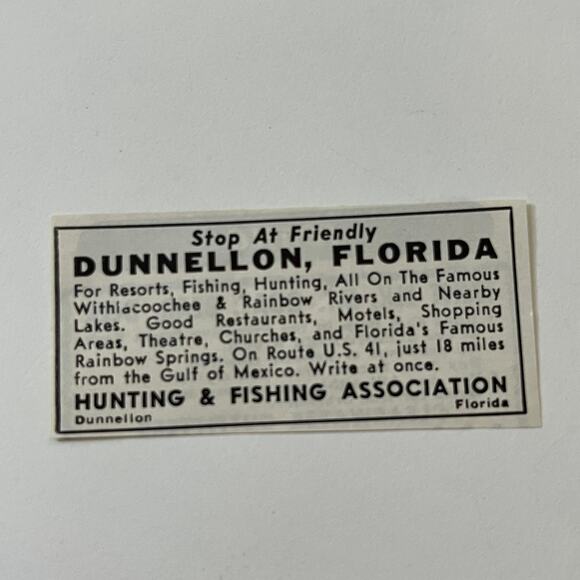 Stop At Friendly
DUNNELLON, FLORIDA
For Resorts, Fishing, Hunting, All On The Famous
Withlacoochee & Rainbow Rivers and Nearby
Lakes. Good Restaurants, Motels, Shopping
Areas, Theatre, Churches, and Florida's Famous
Rainbow Springs. On Route U.S. 41, just 18 miles
from the Gulf of Mexico. Write at once.
HUNTING & FISHING ASSOCIATION
Dunnellon Florida